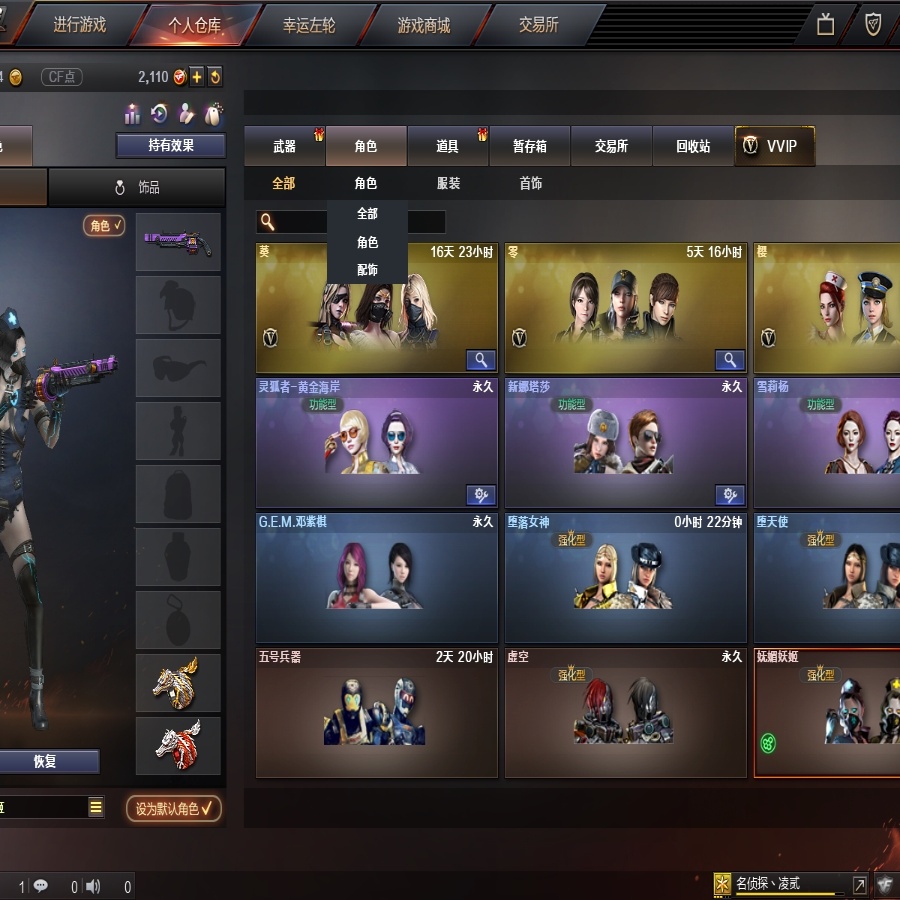 进行游戏 个人仓库 幸运左轮 游戏商城 交易所
4 CF点 2,110
持有效果
武器 角色 道具 暂存箱 交易所 回收站 VVIP
饰品
全部 角色 服装 首饰
全部
角色
配饰
角色
葵 16天 23小时
零 5天 16小时
樱
灵狐者-黄金海岸 永久
功能型
新娜塔莎 永久
功能型
雪莉杨
功能型
G.E.M.邓紫棋 永久
堕落女神 0小时 22分钟
强化型
堕天使
强化型
五号兵器 2天 20小时
虚空 永久
强化型
妩媚妖姬
强化型
恢复
设为默认角色
1 0 0
名侦探、凌贰